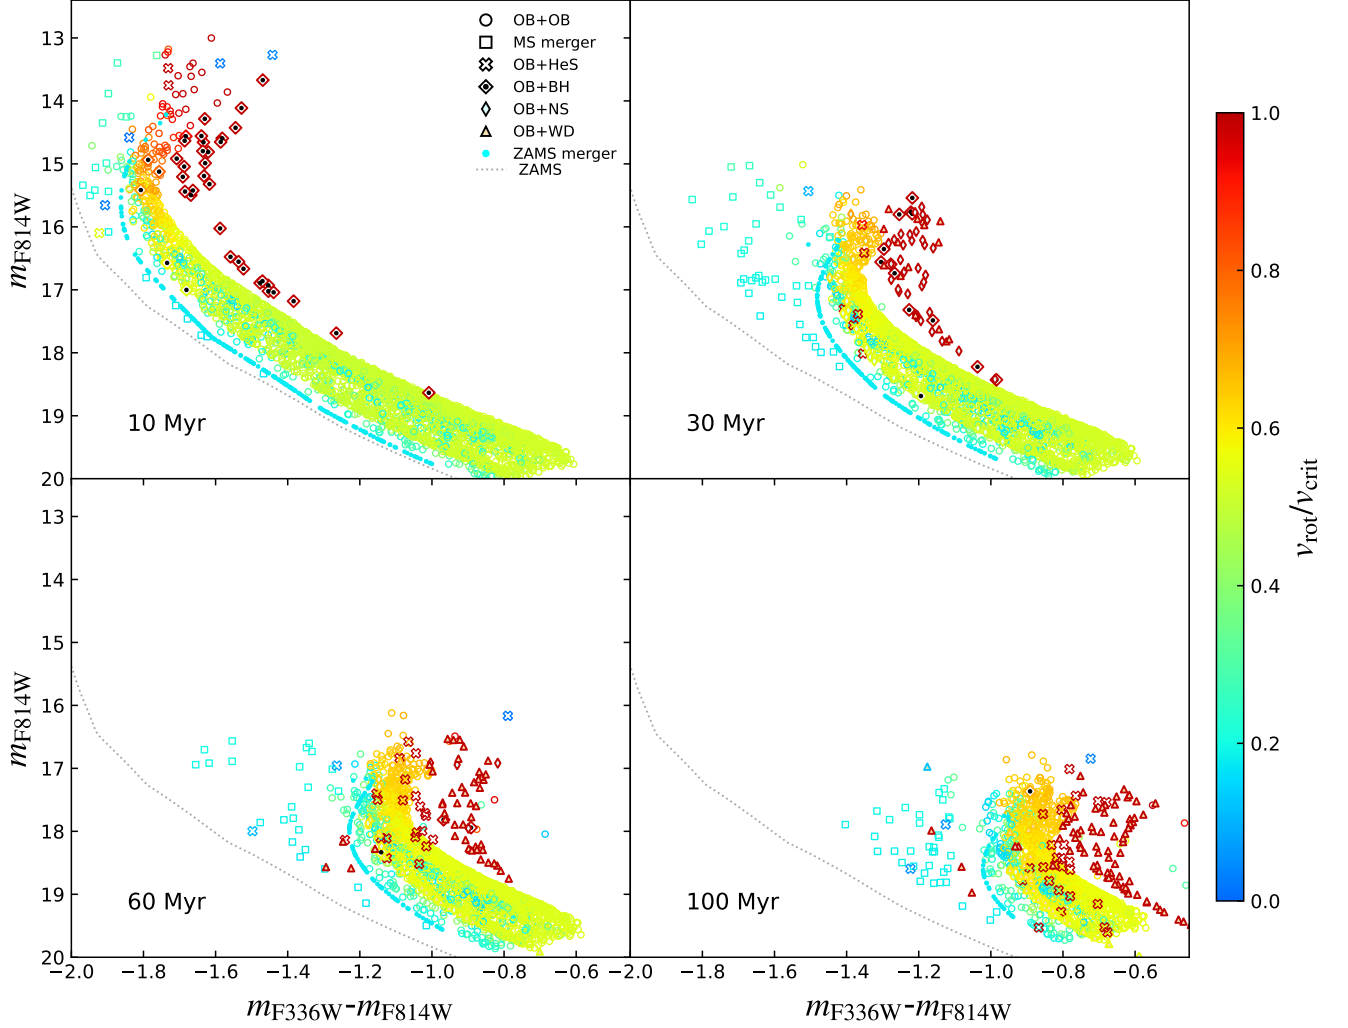 OB+OB
MS merger
OB+HeS
OB+BH
OB+NS
OB+WD
ZAMS merger
ZAMS
13
14
15
16
17
18
19
20
m_F814W
10 Myr
30 Myr
13
14
15
16
17
18
19
20
m_F814W
60 Myr
100 Myr
−2.0 −1.8 −1.6 −1.4 −1.2 −1.0 −0.8 −0.6 −2.0 −1.8 −1.6 −1.4 −1.2 −1.0 −0.8 −0.6
m_F336W-m_F814W m_F336W-m_F814W
1.0
0.8
0.6
0.4
0.2
0.0
v_rot/v_crit